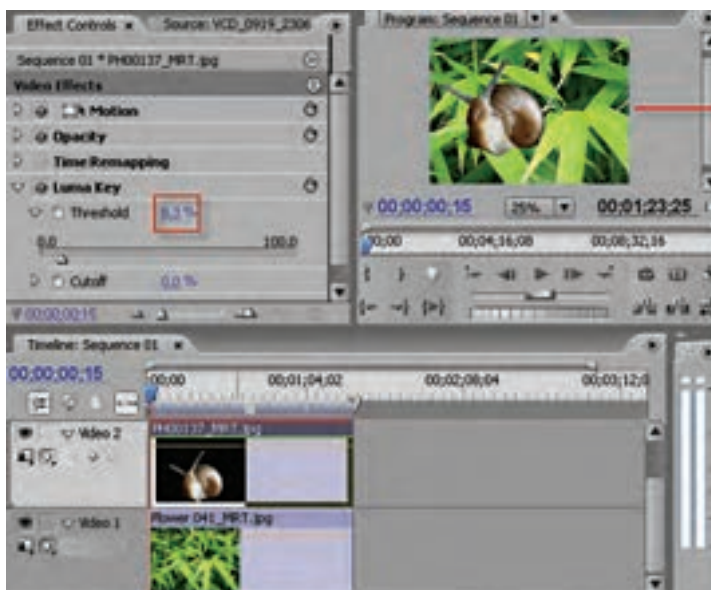 Effect Controls
Source: VCD_0919_2306
Sequence 01 * PH00137_MRT.jpg
Video Effects
Motion
Opacity
Time Remapping
Luma Key
Threshold
0.0
100.0
Cutoff 0.0 %
00;00;00;15
Program: Sequence 01
00;00;00;15 25% 00;01;23;25
00;00 00;04;16;08 00;08;32;16
Timeline: Sequence 01
00;00;00;15
00;00 00;01;04;02 00;02;08;04 00;03;12;0
Video 2
PH00137_MRT.jpg
Video 1
Flower 041_MRT.jpg